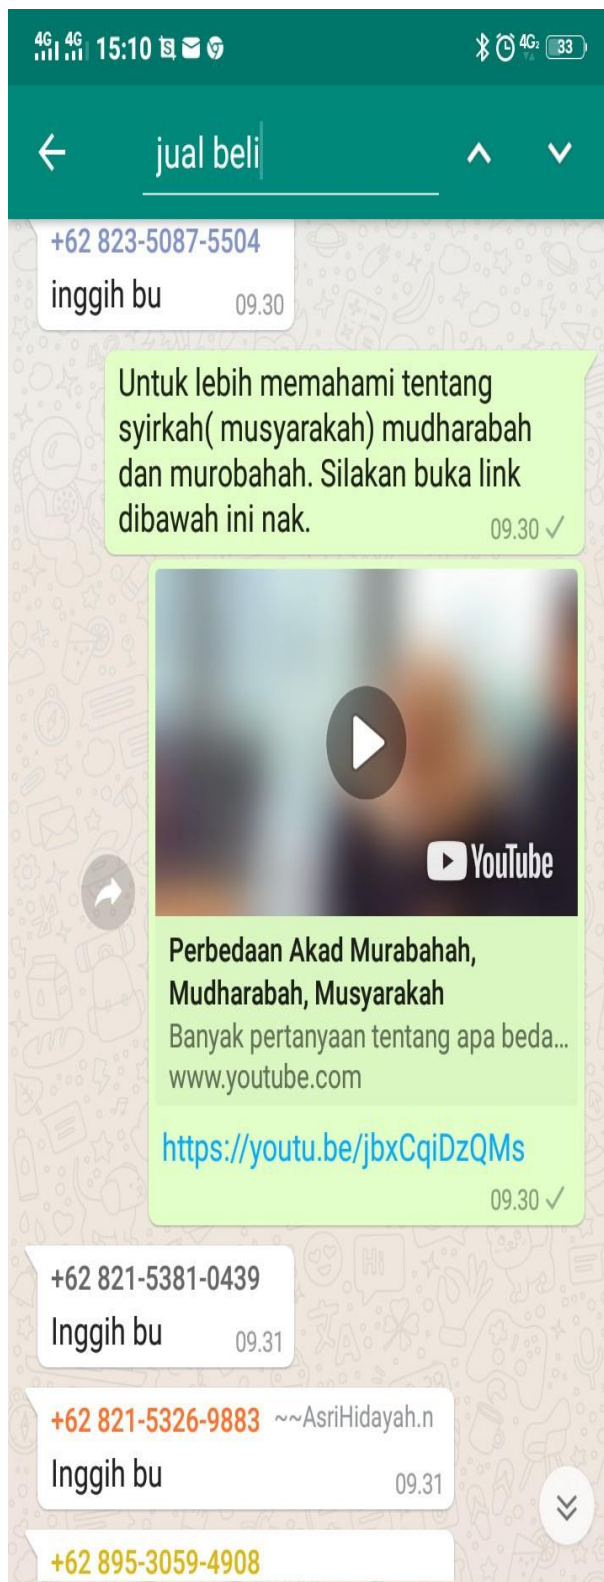 4G 4G 15:10 4G2 33
jual beli
+62 823-5087-5504
inggih bu 09.30
Untuk lebih memahami tentang
syirkah( musyarakah) mudharabah
dan murobahah. Silakan buka link
dibawah ini nak. 09.30
YouTube
Perbedaan Akad Murabahah,
Mudharabah, Musyarakah
Banyak pertanyaan tentang apa beda...
www.youtube.com
https://youtu.be/jbxCqiDzQMs
09.30
+62 821-5381-0439
Inggih bu 09.31
+62 821-5326-9883 ~~AsriHidayah.n
Inggih bu 09.31
+62 895-3059-4908